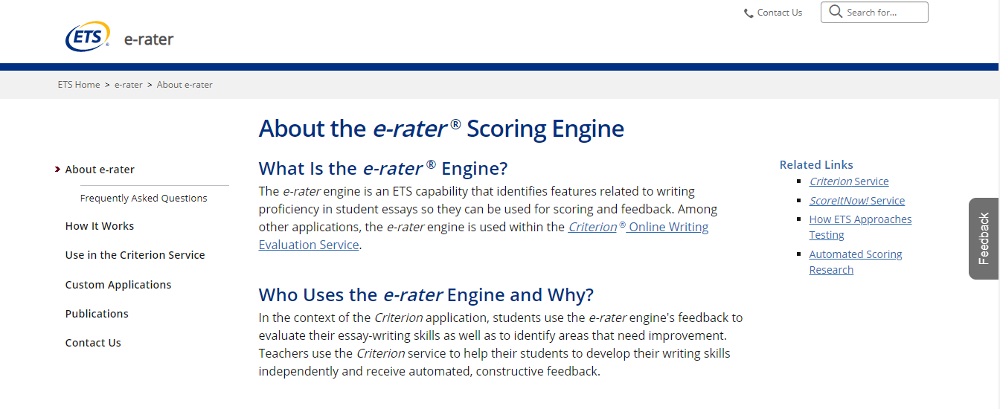 Contact Us
Search for...
ETS ®
e-rater
ETS Home > e-rater > About e-rater
About the e-rater ® Scoring Engine
About e-rater
Frequently Asked Questions
How It Works
Use in the Criterion Service
Custom Applications
Publications
Contact Us
What Is the e-rater ® Engine?
The e-rater engine is an ETS capability that identifies features related to writing
proficiency in student essays so they can be used for scoring and feedback. Among
other applications, the e-rater engine is used within the Criterion ® Online Writing
Evaluation Service.
Who Uses the e-rater Engine and Why?
In the context of the Criterion application, students use the e-rater engine's feedback to
evaluate their essay-writing skills as well as to identify areas that need improvement.
Teachers use the Criterion service to help their students to develop their writing skills
independently and receive automated, constructive feedback.
Related Links
Criterion Service
ScoreItNow! Service
How ETS Approaches
Testing
Automated Scoring
Research
Feedback